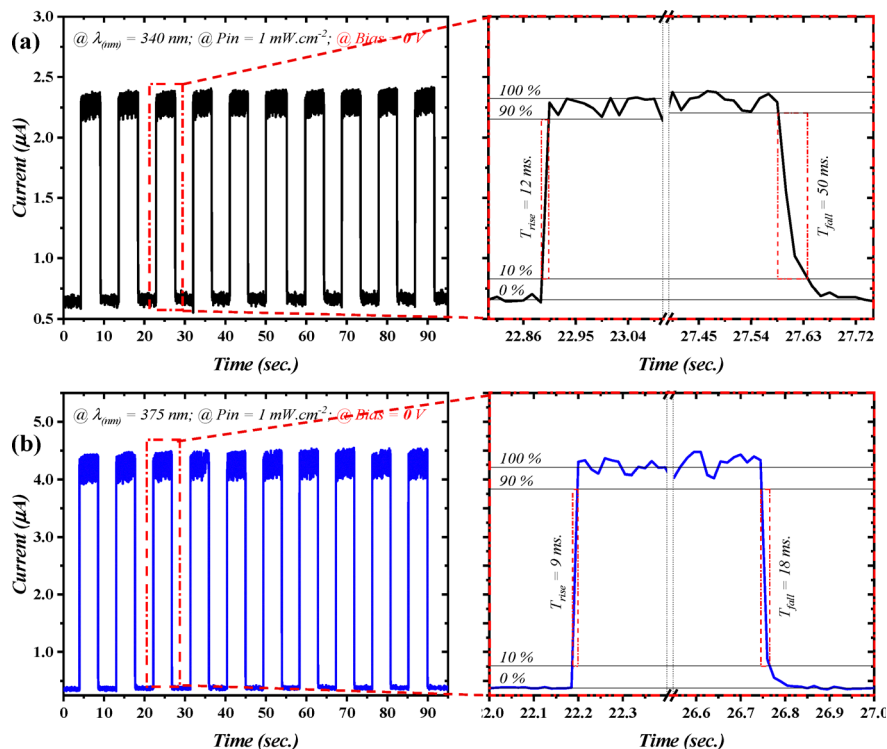 (a)
@ λ(nm) = 340 nm; @ Pin = 1 mW.cm-2; @ Bias = 0 V
Current (µA)
3.0
2.5
2.0
1.5
1.0
0.5
0 10 20 30 40 50 60 70 80 90
Time (sec.)
100 %
90 %
10 %
0 %
Trise = 12 ms.
Tfall = 50 ms.
22.86 22.95 23.04 27.45 27.54 27.63 27.72
Time (sec.)
(b)
@ λ(nm) = 375 nm; @ Pin = 1 mW.cm-2; @ Bias = 0 V
Current (µA)
5.0
4.0
3.0
2.0
1.0
0 10 20 30 40 50 60 70 80 90
Time (sec.)
100 %
90 %
10 %
0 %
Trise = 9 ms.
Tfall = 18 ms.
22.1 22.2 22.3 26.6 26.7 26.8 26.9 27.0
Time (sec.)